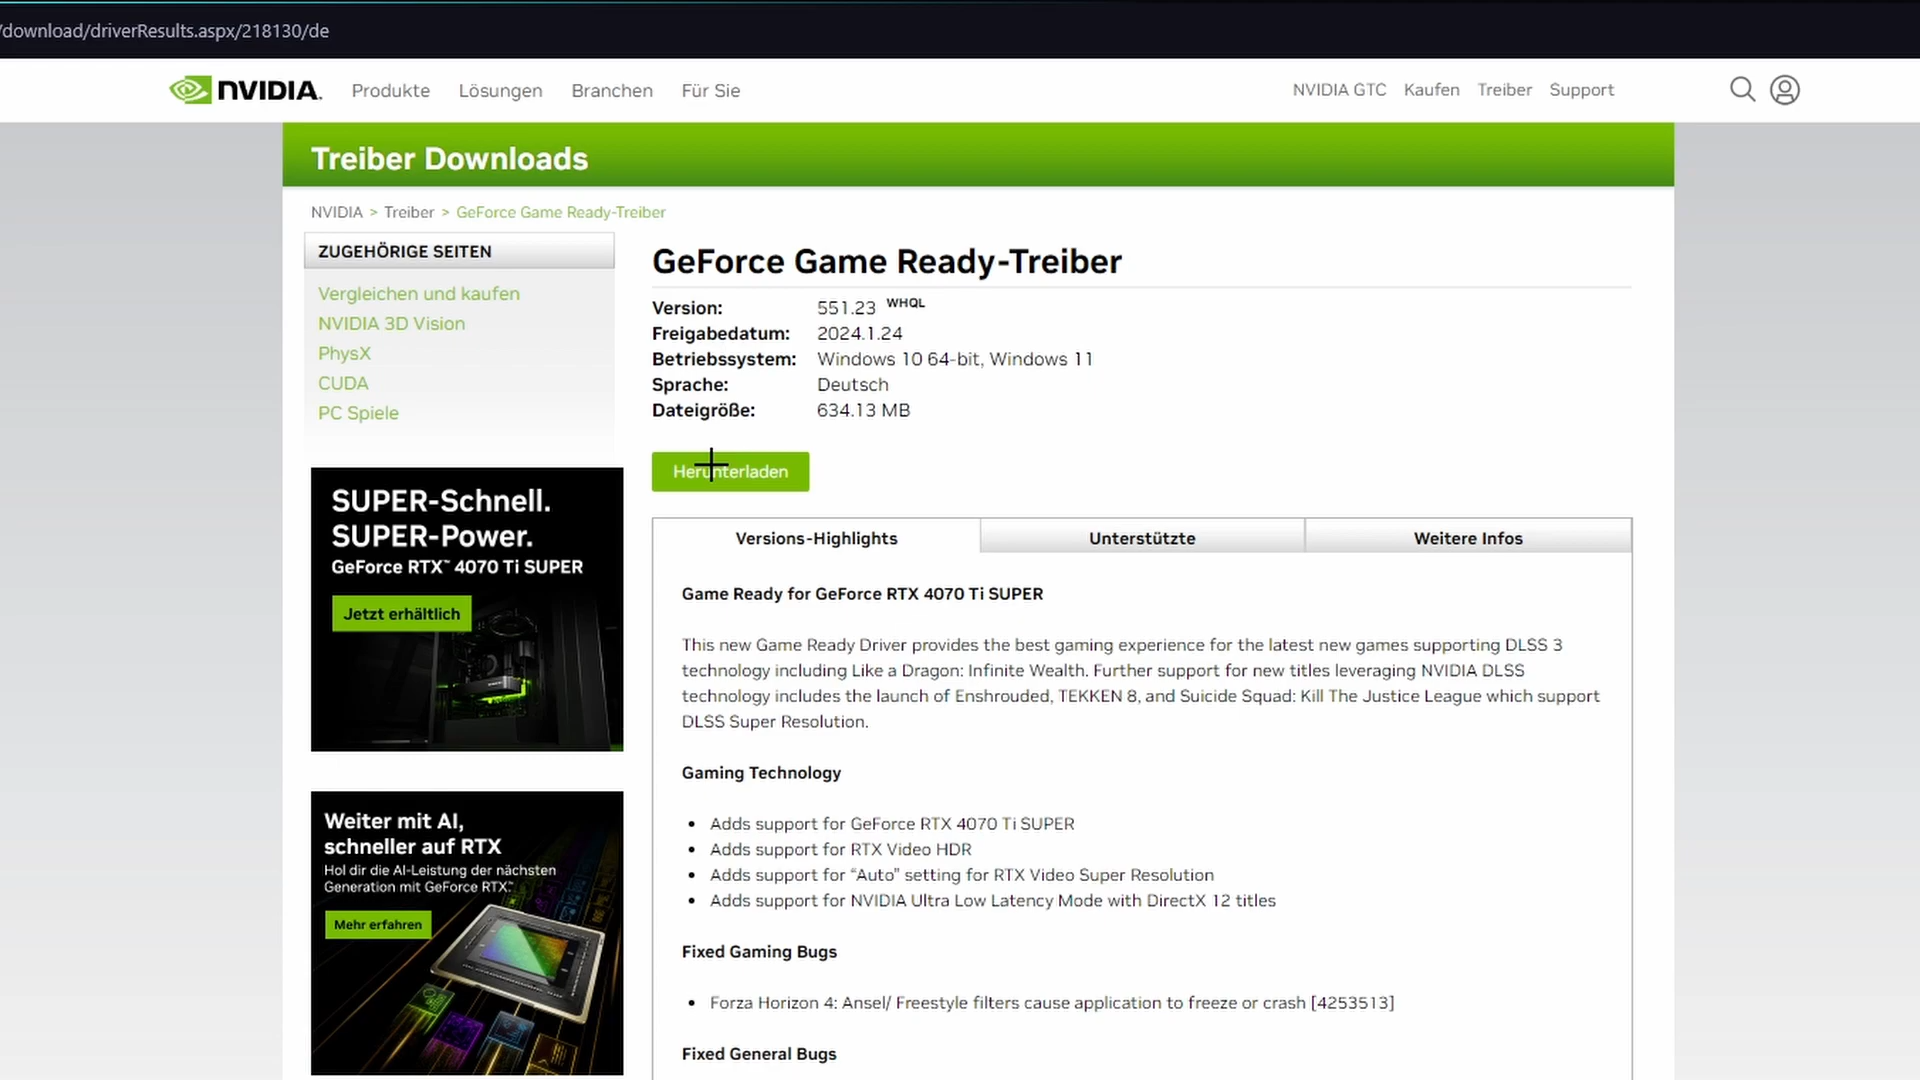 /download/driverResults.aspx/218130/de
NVIDIA. Produkte Lösungen Branchen Für Sie NVIDIA GTC Kaufen Treiber Support
Treiber Downloads
NVIDIA > Treiber > GeForce Game Ready-Treiber
ZUGEHÖRIGE SEITEN
Vergleichen und kaufen
NVIDIA 3D Vision
PhysX
CUDA
PC Spiele
SUPER-Schnell.
SUPER-Power.
GeForce RTX™ 4070 Ti SUPER
Jetzt erhältlich
Weiter mit AI,
schneller auf RTX
Hol dir die AI-Leistung der nächsten
Generation mit GeForce RTX™
Mehr erfahren
GeForce Game Ready-Treiber
Version: 551.23 WHQL
Freigabedatum: 2024.1.24
Betriebssystem: Windows 10 64-bit, Windows 11
Sprache: Deutsch
Dateigröße: 634.13 MB
Herunterladen
Versions-Highlights Unterstützte Weitere Infos
Game Ready for GeForce RTX 4070 Ti SUPER
This new Game Ready Driver provides the best gaming experience for the latest new games supporting DLSS 3
technology including Like a Dragon: Infinite Wealth. Further support for new titles leveraging NVIDIA DLSS
technology includes the launch of Enshrouded, TEKKEN 8, and Suicide Squad: Kill The Justice League which support
DLSS Super Resolution.
Gaming Technology
• Adds support for GeForce RTX 4070 Ti SUPER
• Adds support for RTX Video HDR
• Adds support for “Auto” setting for RTX Video Super Resolution
• Adds support for NVIDIA Ultra Low Latency Mode with DirectX 12 titles
Fixed Gaming Bugs
• Forza Horizon 4: Ansel/ Freestyle filters cause application to freeze or crash [4253513]
Fixed General Bugs